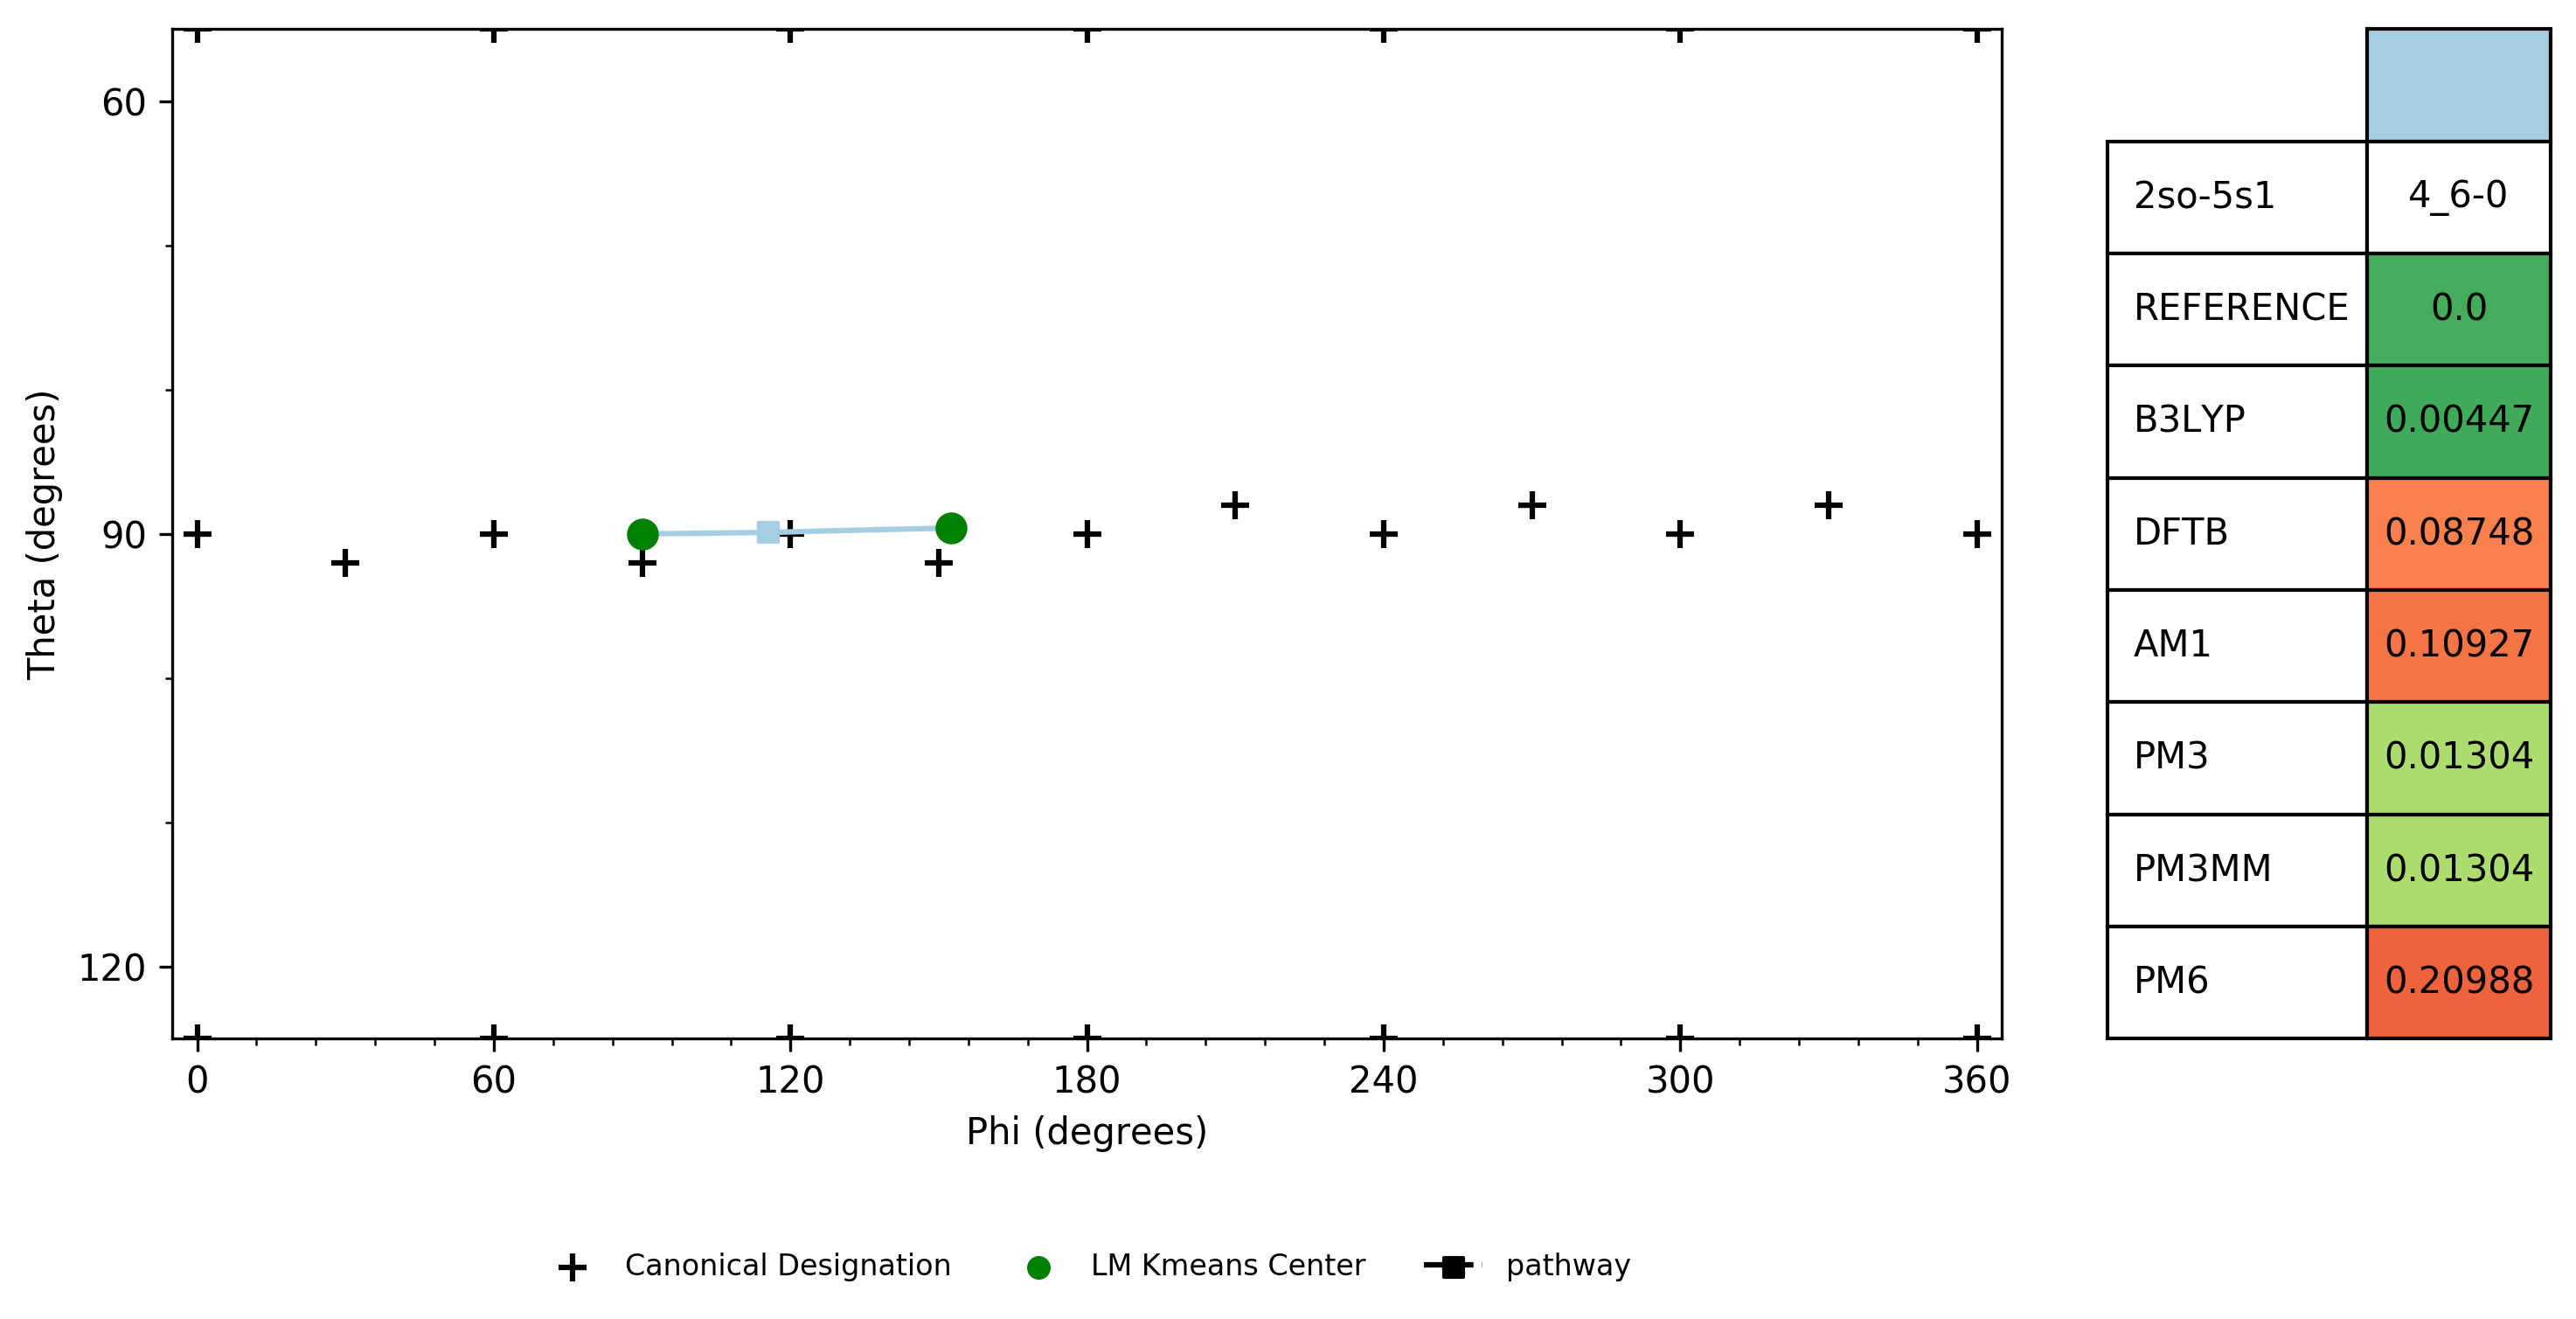 60
90
120
Theta (degrees)
0 60 120 180 240 300 360
Phi (degrees)
Canonical Designation LM Kmeans Center pathway
2so-5s1 4_6-0
REFERENCE 0.0
B3LYP 0.00447
DFTB 0.08748
AM1 0.10927
PM3 0.01304
PM3MM 0.01304
PM6 0.20988